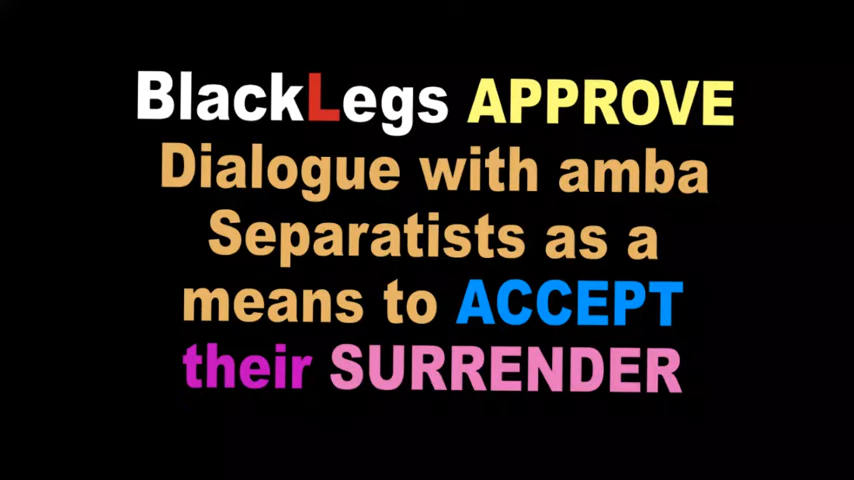 BlackLegs APPROVE
Dialogue with amba
Separatists as a
means to ACCEPT
their SURRENDER